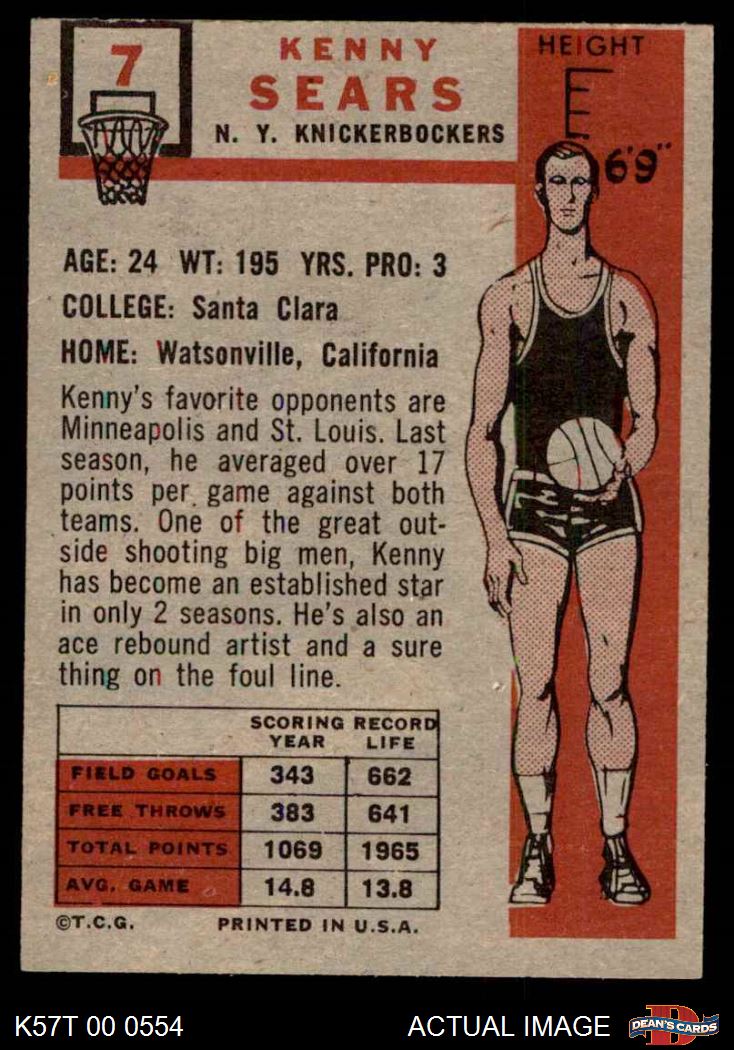 7
KENNY
SEARS
N. Y. KNICKERBOCKERS
HEIGHT
6'9"
AGE: 24 WT: 195 YRS. PRO: 3
COLLEGE: Santa Clara
HOME: Watsonville, California
Kenny's favorite opponents are
Minneapolis and St. Louis. Last
season, he averaged over 17
points per game against both
teams. One of the great out-
side shooting big men, Kenny
has become an established star
in only 2 seasons. He's also an
ace rebound artist and a sure
thing on the foul line.
SCORING RECORD
YEAR LIFE
FIELD GOALS 343 662
FREE THROWS 383 641
TOTAL POINTS 1069 1965
AVG. GAME 14.8 13.8
©T.C.G. PRINTED IN U.S.A.
K57T 00 0554 ACTUAL IMAGE D DEAN'S CARDS